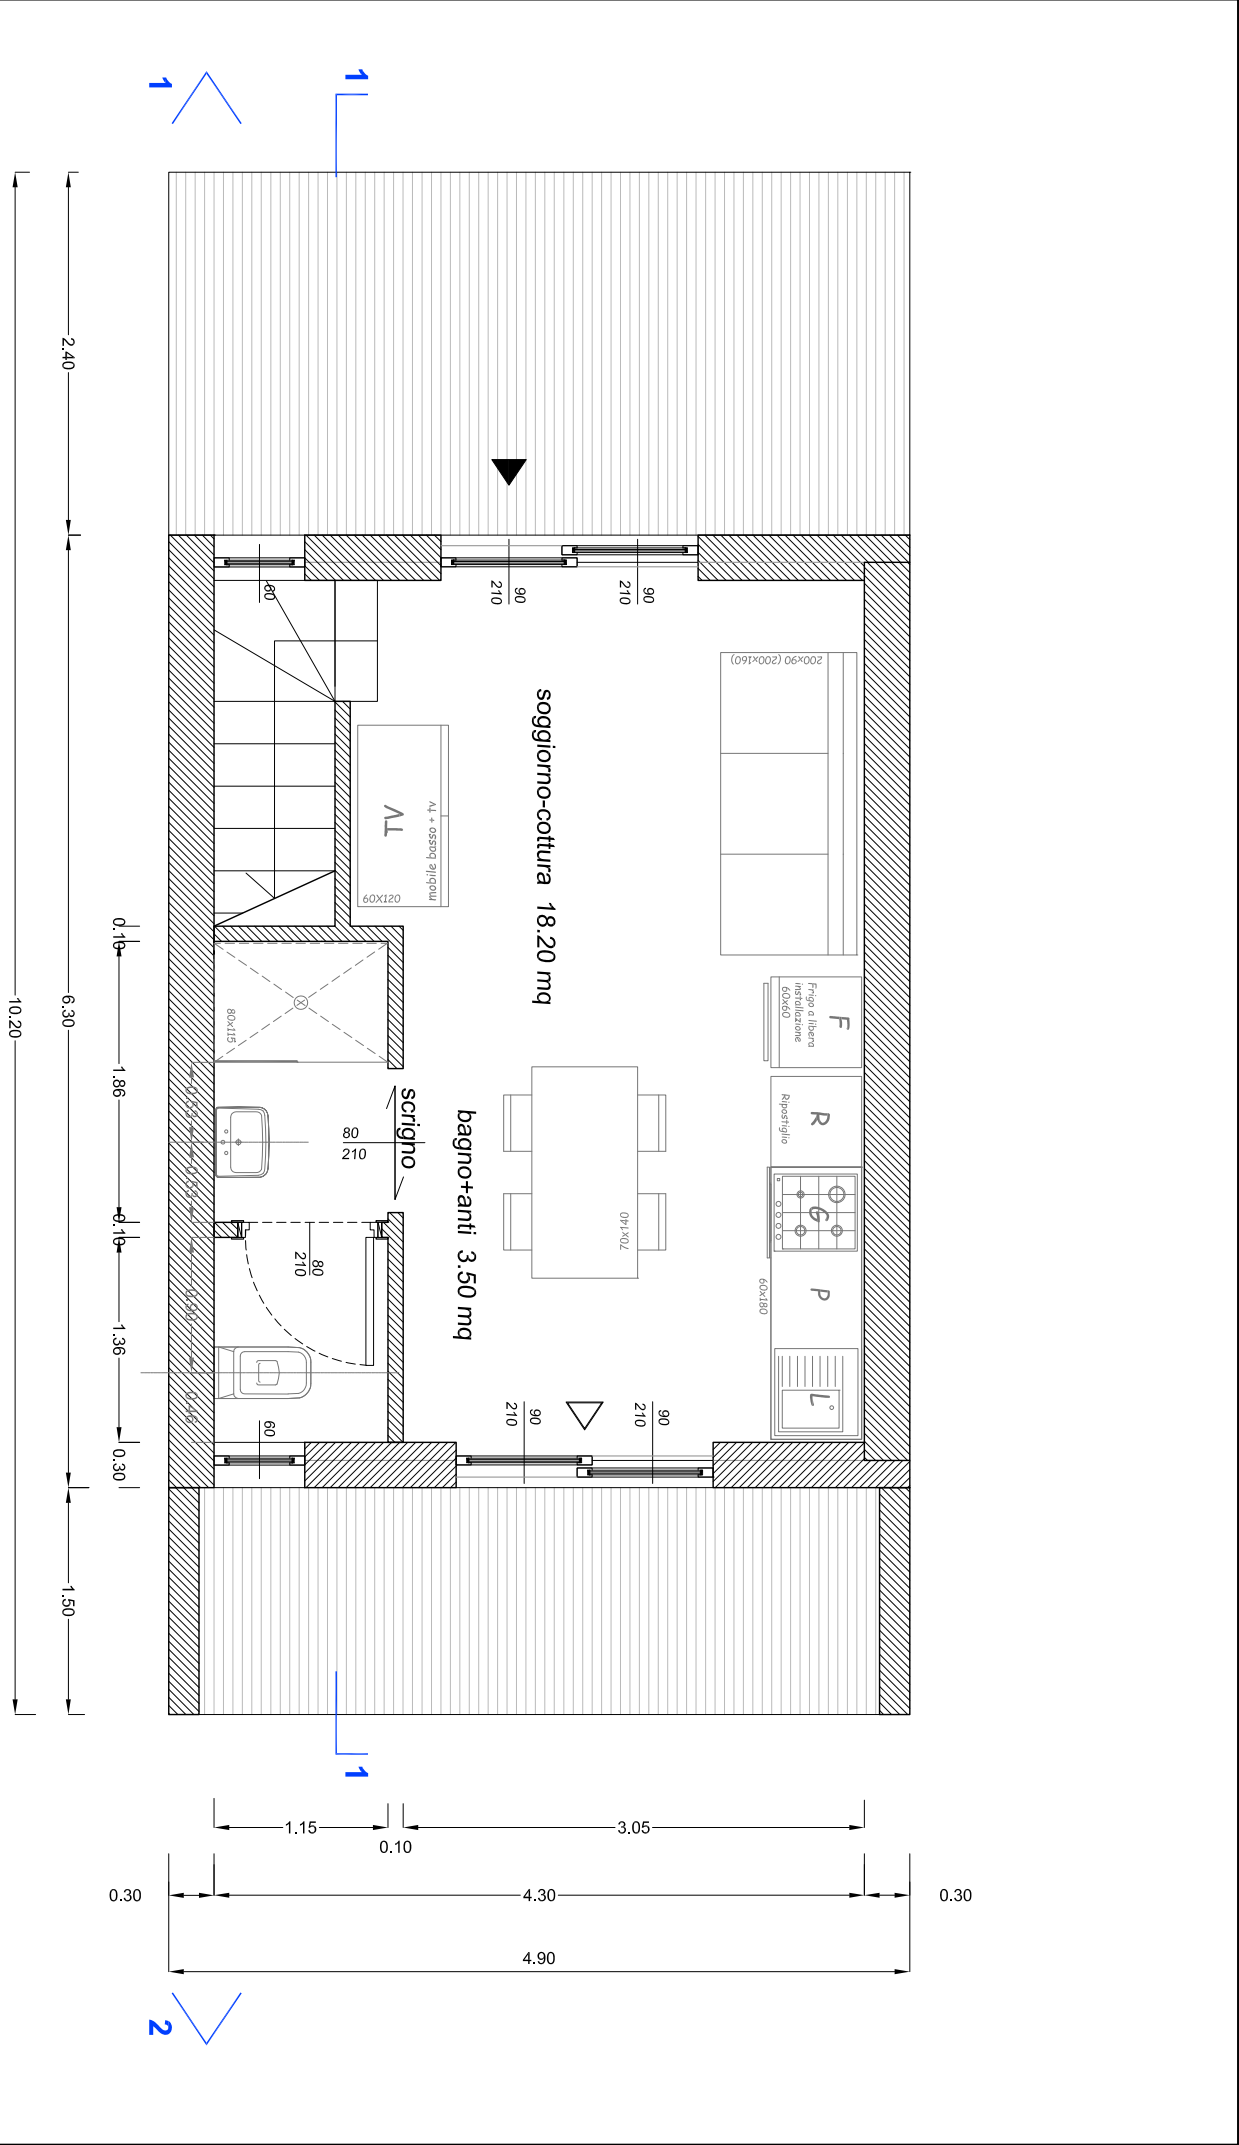 1
1
2.40
6.30
10.20
1.50
0.10
1.86
0.10
1.36
0.30
0.53
0.53
0.90
0.46
60
90
210
90
210
200x90 (200x160)
soggiorno-cottura 18.20 mq
TV
mobile basso + tv
60X120
F
Frigo a libera
installazione
60x60
R
Ripostiglio
G
P
60x180
L
80x115
scrigno
80
210
bagno+anti 3.50 mq
70x140
80
210
60
90
210
90
210
1
1.15
0.10
3.05
0.30
4.30
0.30
4.90
2